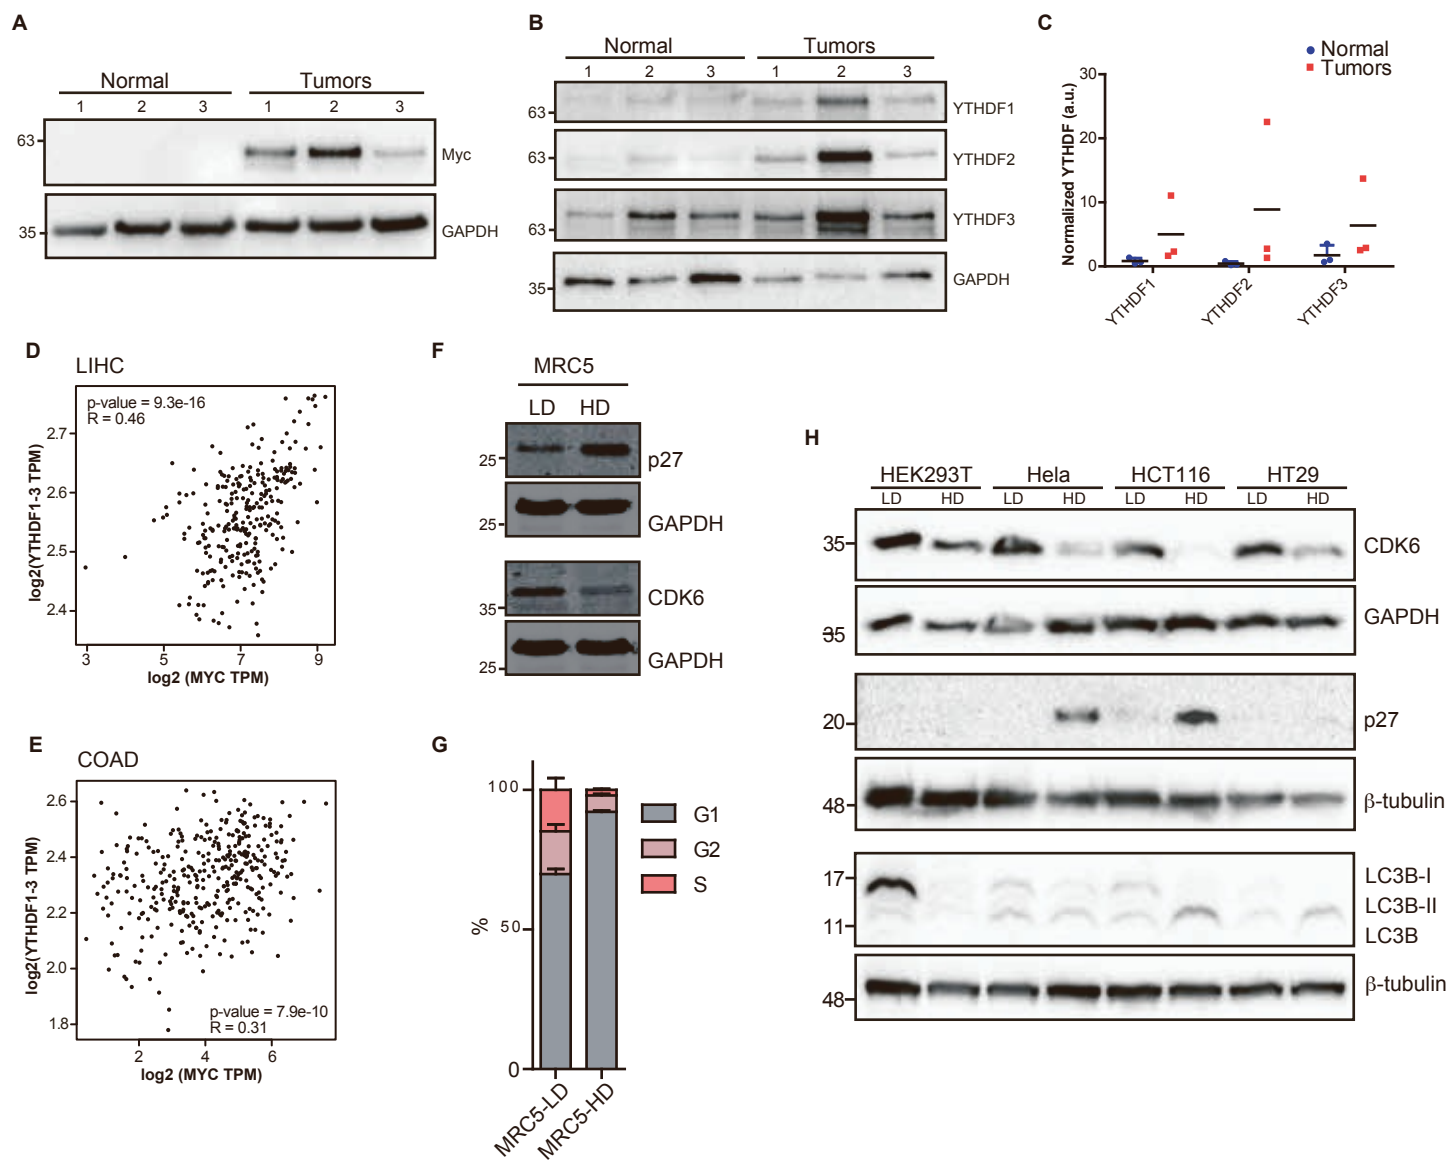 A
Normal Tumors
1 2 3 1 2 3
63
Myc
35
GAPDH
B
Normal Tumors
1 2 3 1 2 3
63
YTHDF1
63
YTHDF2
63
YTHDF3
35
GAPDH
C
Normal
Tumors
Normalized YTHDF (a.u.)
30
20
10
0
YTHDF1
YTHDF2
YTHDF3
D
LIHC
p-value = 9.3e-16
R = 0.46
log2(YTHDF1-3 TPM)
2.7
2.6
2.5
2.4
3 5 7 9
log2 (MYC TPM)
E
COAD
log2(YTHDF1-3 TPM)
2.6
2.4
2.2
2.0
1.8
p-value = 7.9e-10
R = 0.31
2 4 6
log2 (MYC TPM)
F
MRC5
LD HD
25
p27
25
GAPDH
35
CDK6
25
GAPDH
G
%
100
50
0
G1
G2
S
MRC5-LD
MRC5-HD
H
HEK293T Hela HCT116 HT29
LD HD LD HD LD HD LD HD
35
CDK6
35
GAPDH
20
p27
48
β-tubulin
17
11
LC3B-I
LC3B-II
LC3B
48
β-tubulin